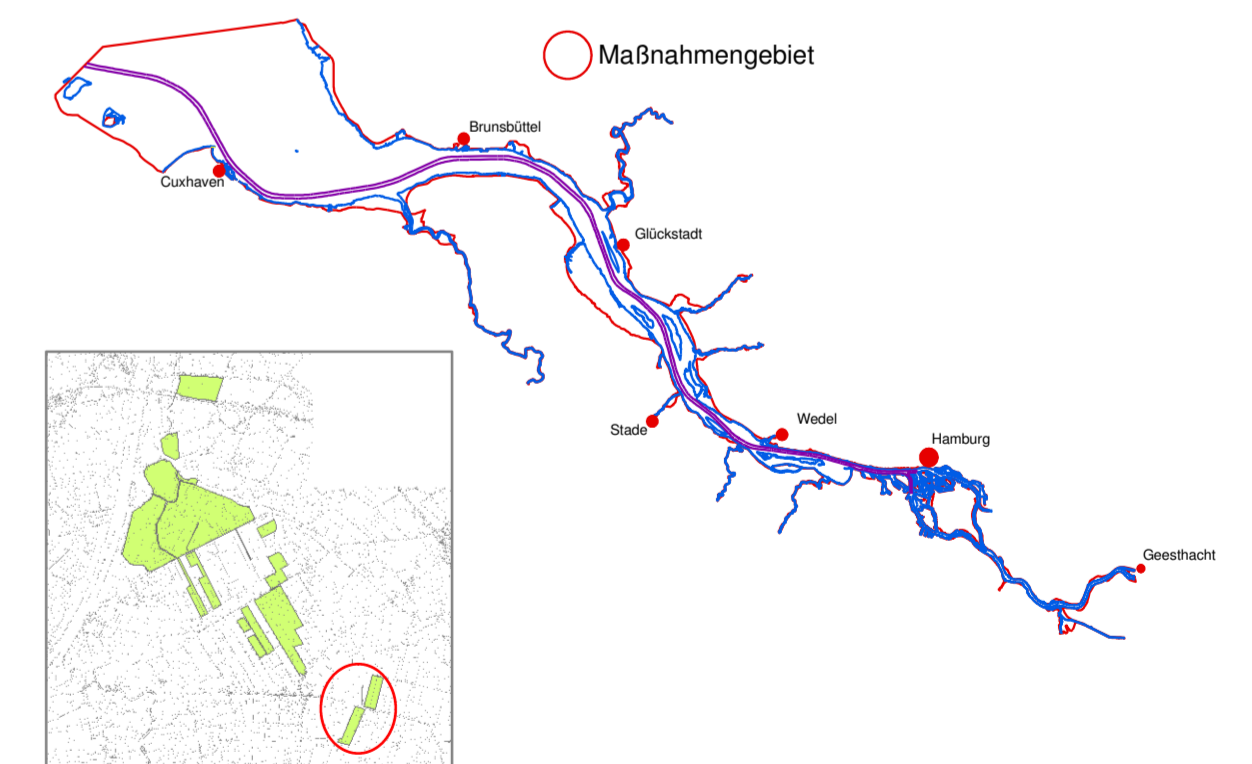 Maßnahmengebiet
Brunsbüttel
Cuxhaven
Glückstadt
Stade
Wedel
Hamburg
Geesthacht